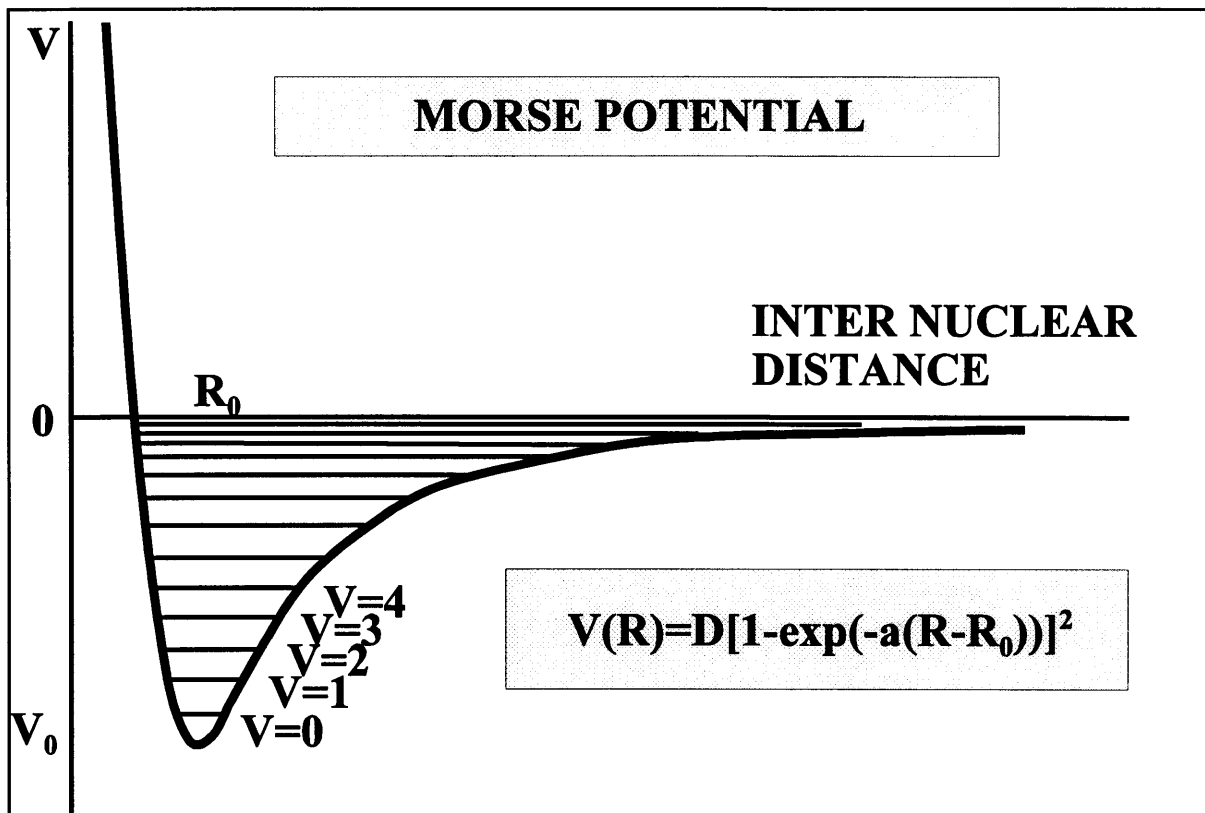 V
MORSE POTENTIAL
INTER NUCLEAR
DISTANCE
R₀
0
V=4
V=3
V=2
V=1
V=0
V₀
V(R)=D[1-exp(-a(R-R₀))]²